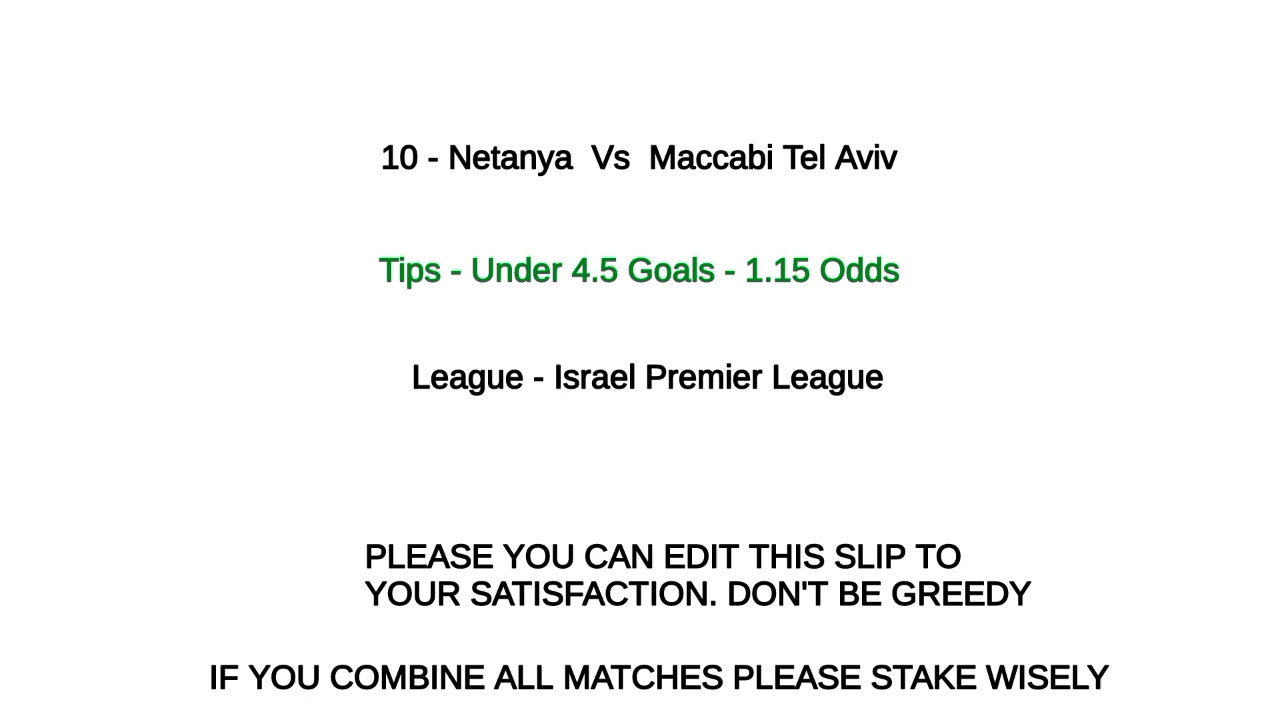 10 - Netanya  Vs  Maccabi Tel Aviv
Tips - Under 4.5 Goals - 1.15 Odds
League - Israel Premier League
PLEASE YOU CAN EDIT THIS SLIP TO
YOUR SATISFACTION. DON'T BE GREEDY
IF YOU COMBINE ALL MATCHES PLEASE STAKE WISELY